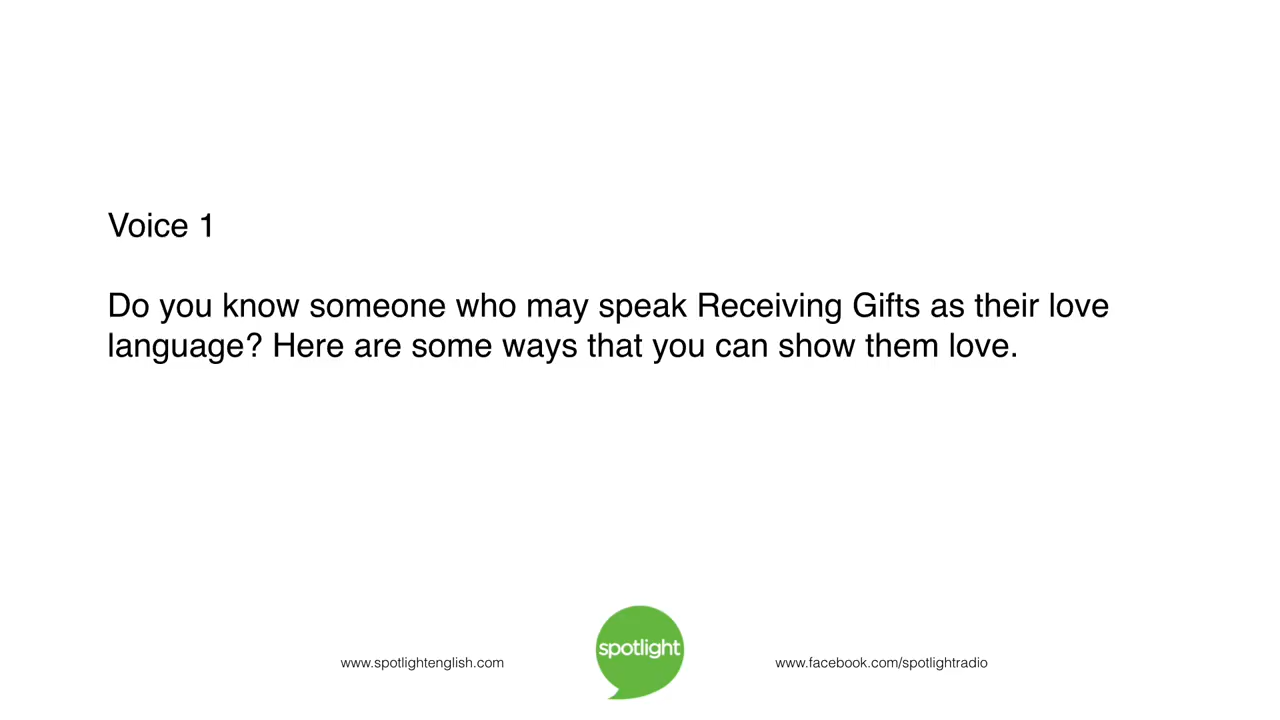 Voice 1
Do you know someone who may speak Receiving Gifts as their love
language? Here are some ways that you can show them love.
spotlight
www.spotlightenglish.com
www.facebook.com/spotlightradio